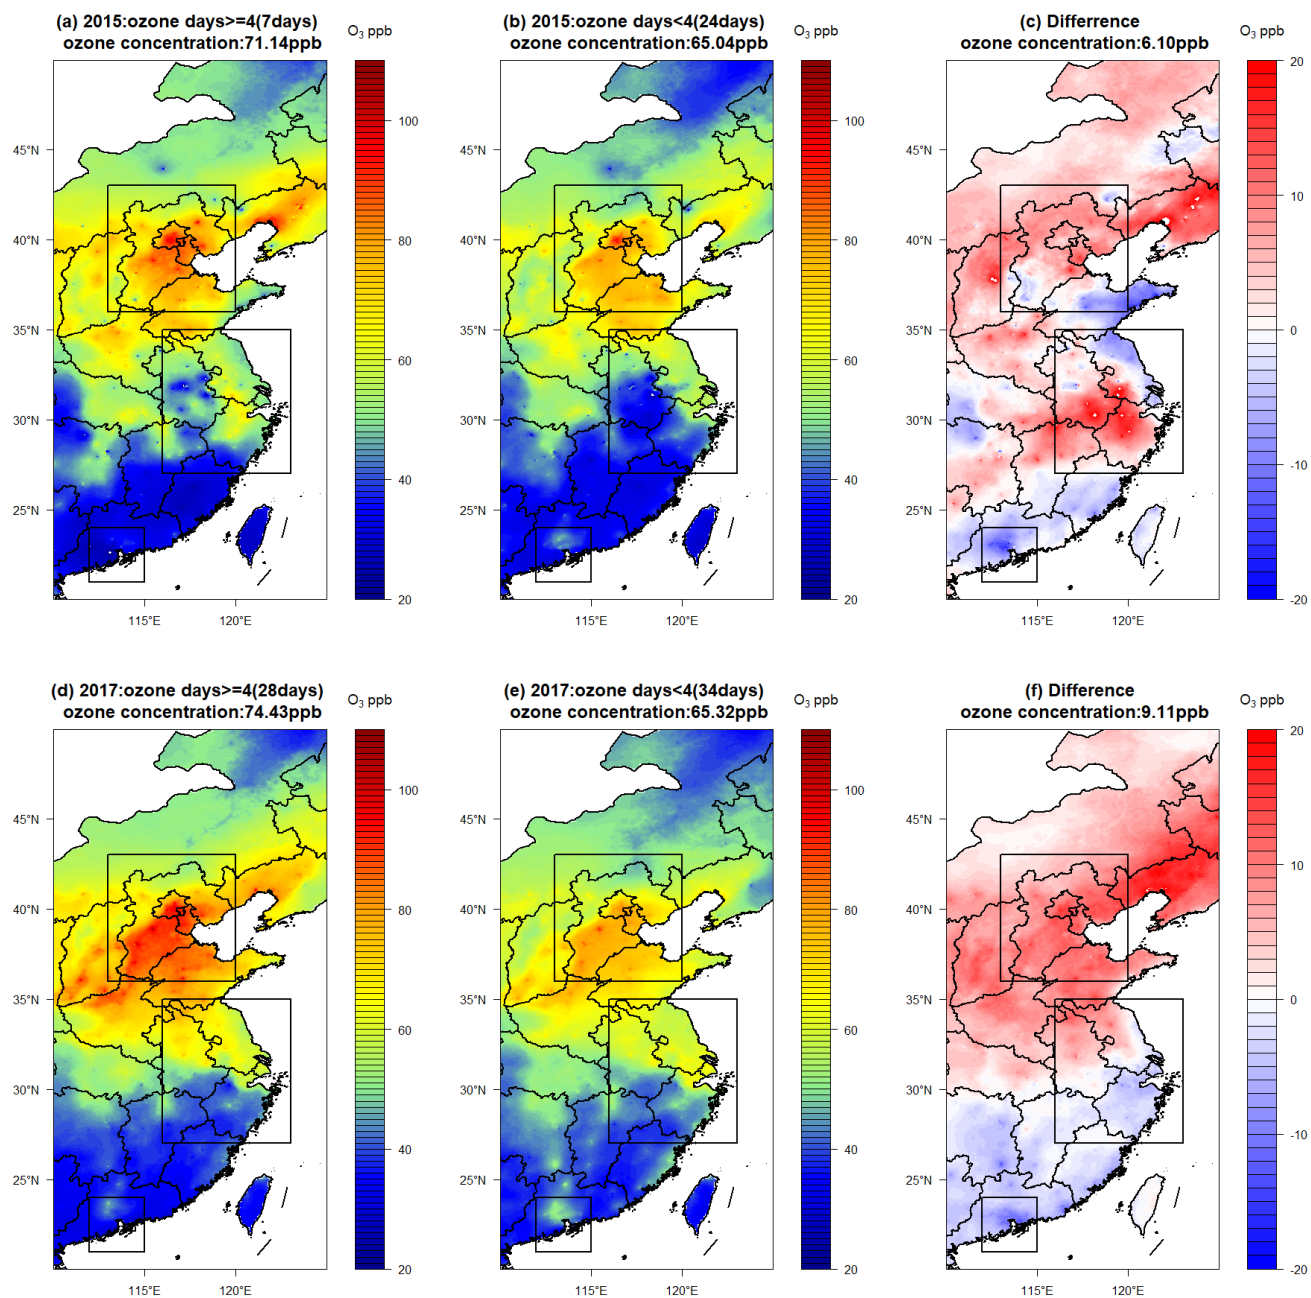 (a) 2015:ozone days>=4(7days)
ozone concentration:71.14ppb
O3 ppb
(b) 2015:ozone days<4(24days)
ozone concentration:65.04ppb
O3 ppb
(c) Differrence
ozone concentration:6.10ppb
O3 ppb
45°N
40°N
35°N
30°N
25°N
115°E
120°E
100
80
60
40
20
45°N
40°N
35°N
30°N
25°N
115°E
120°E
100
80
60
40
20
45°N
40°N
35°N
30°N
25°N
115°E
120°E
20
10
0
-10
-20
(d) 2017:ozone days>=4(28days)
ozone concentration:74.43ppb
O3 ppb
(e) 2017:ozone days<4(34days)
ozone concentration:65.32ppb
O3 ppb
(f) Difference
ozone concentration:9.11ppb
O3 ppb
45°N
40°N
35°N
30°N
25°N
115°E
120°E
100
80
60
40
20
45°N
40°N
35°N
30°N
25°N
115°E
120°E
100
80
60
40
20
45°N
40°N
35°N
30°N
25°N
115°E
120°E
20
10
0
-10
-20